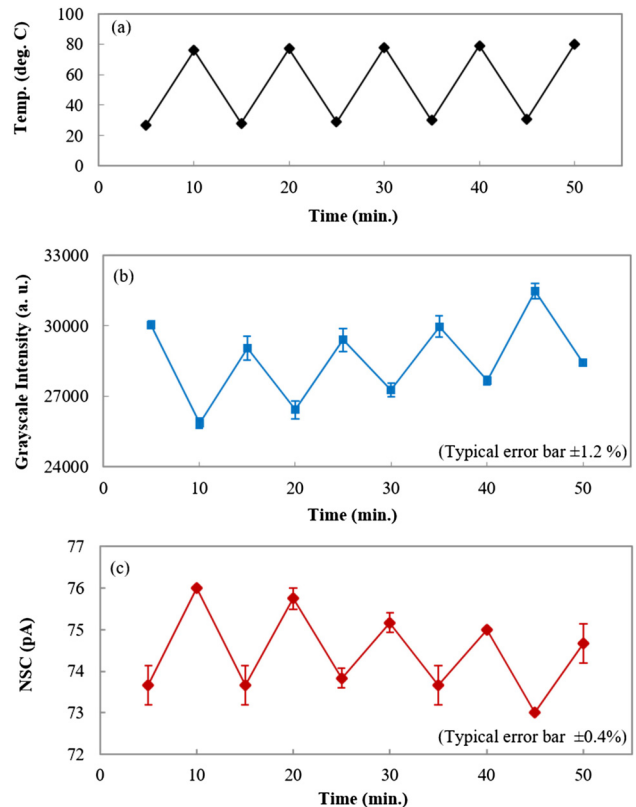 (a)
Temp. (deg. C)
100
80
60
40
20
0
0 10 20 30 40 50
Time (min.)
(b)
Grayscale Intensity (a. u.)
33000
30000
27000
24000
(Typical error bar ±1.2 %)
0 10 20 30 40 50
Time (min.)
(c)
NSC (pA)
77
76
75
74
73
72
(Typical error bar ±0.4%)
0 10 20 30 40 50
Time (min.)